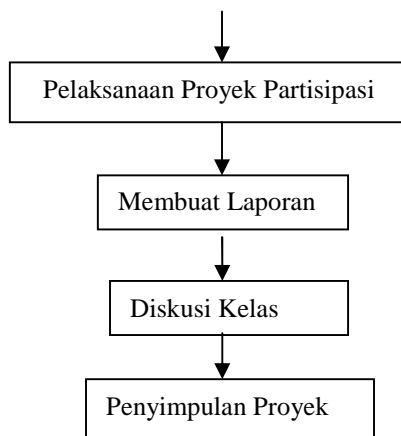 Pelaksanaan Proyek Partisipasi
Membuat Laporan
Diskusi Kelas
Penyimpulan Proyek